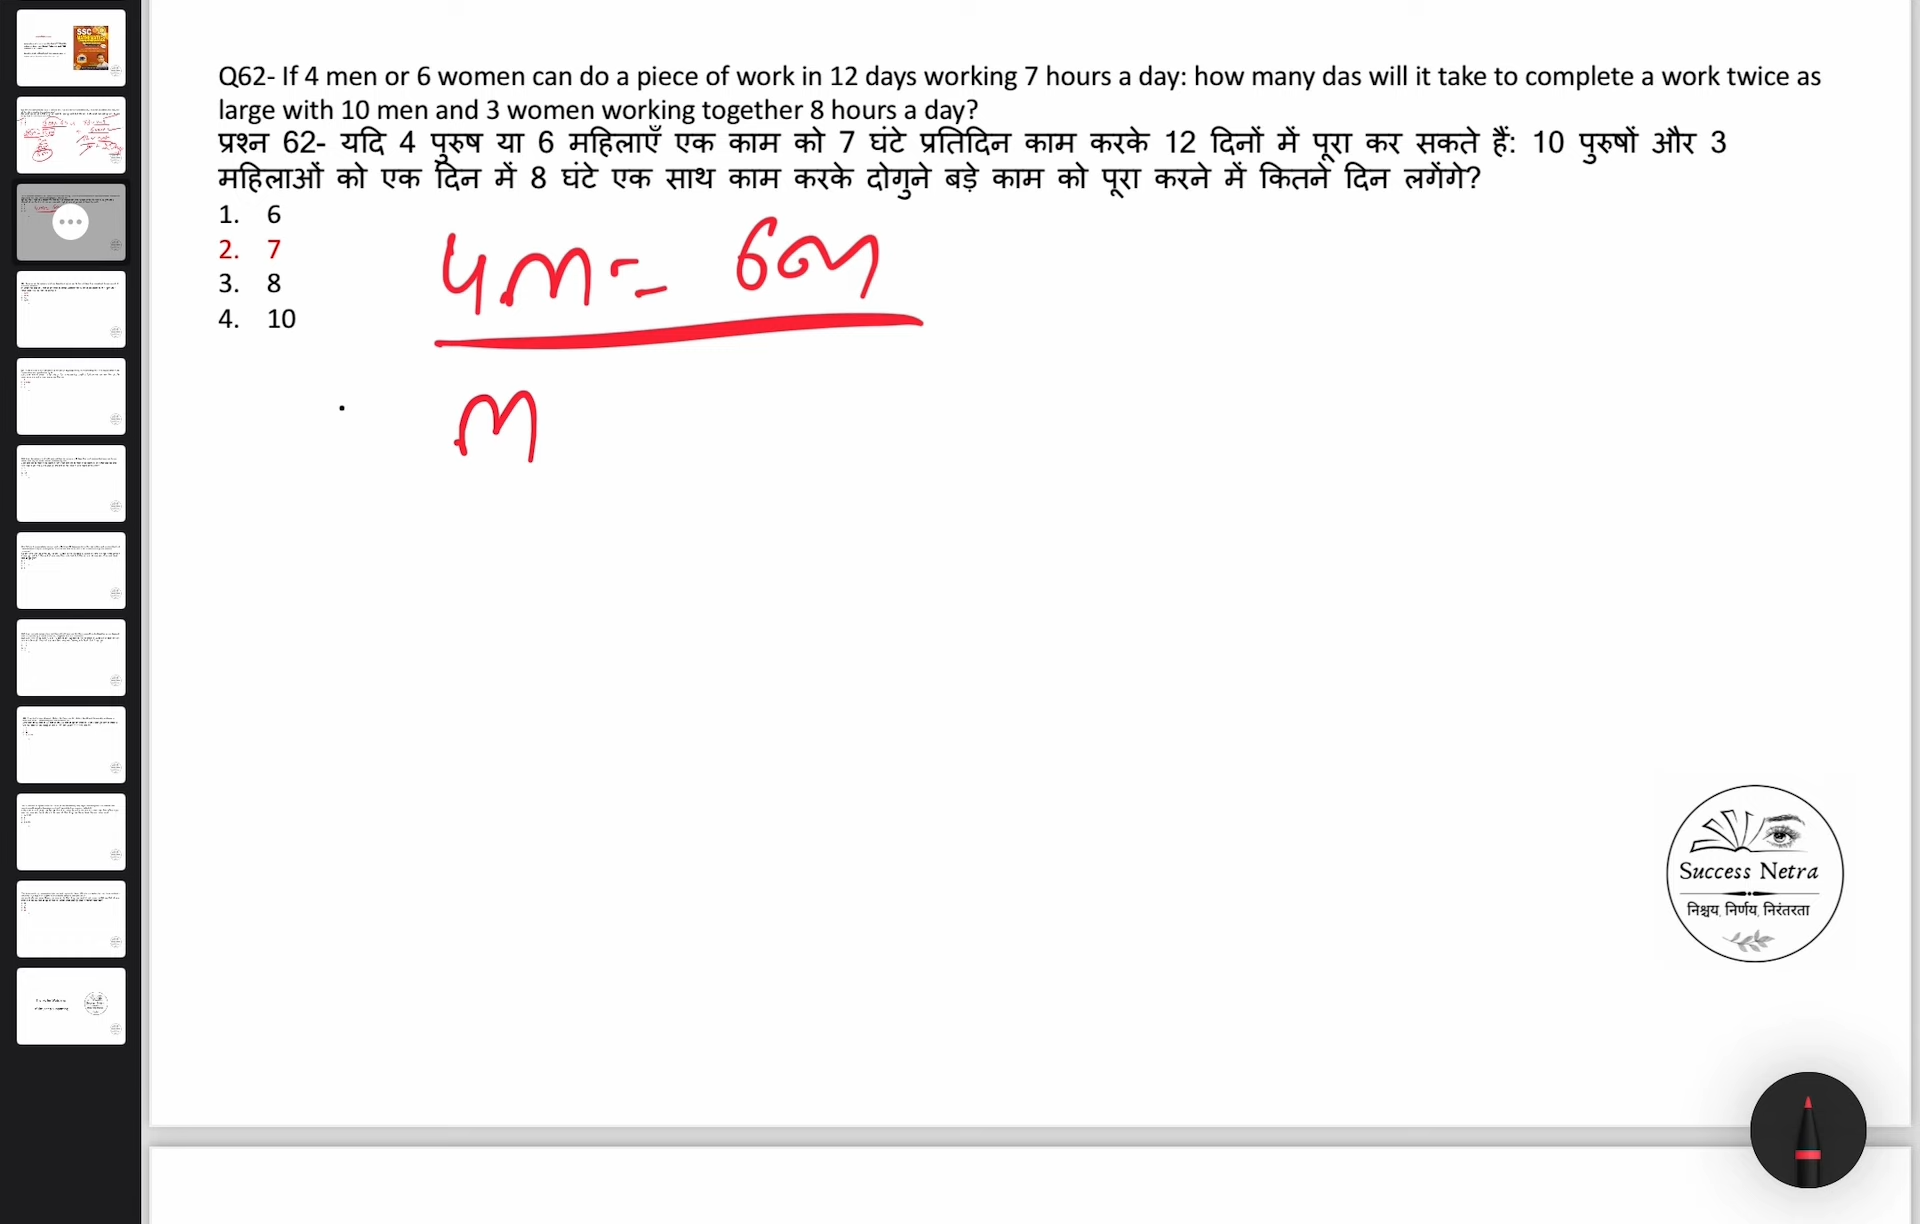 Q62- If 4 men or 6 women can do a piece of work in 12 days working 7 hours a day: how many das will it take to complete a work twice as
large with 10 men and 3 women working together 8 hours a day?
प्रश्न 62- यदि 4 पुरुष या 6 महिलाएँ एक काम को 7 घंटे प्रतिदिन काम करके 12 दिनों में पूरा कर सकते हैं: 10 पुरुषों और 3
महिलाओं को एक दिन में 8 घंटे एक साथ काम करके दोगुने बड़े काम को पूरा करने में कितने दिन लगेंगे?
1. 6
2. 7
3. 8
4. 10
4M = 6W
M
Success Netra
निश्चय, निर्णय, निरंतरता